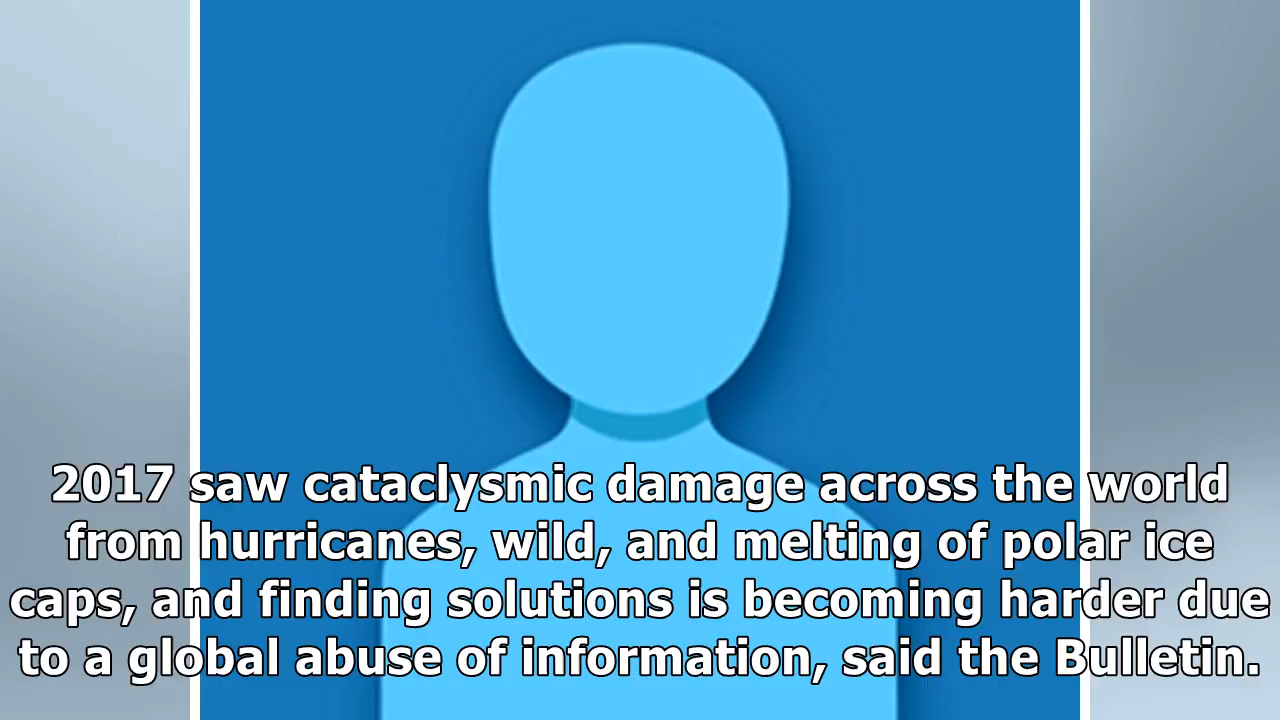 2017 saw cataclysmic damage across the world
from hurricanes, wild, and melting of polar ice
caps, and finding solutions is becoming harder due
to a global abuse of information, said the Bulletin.